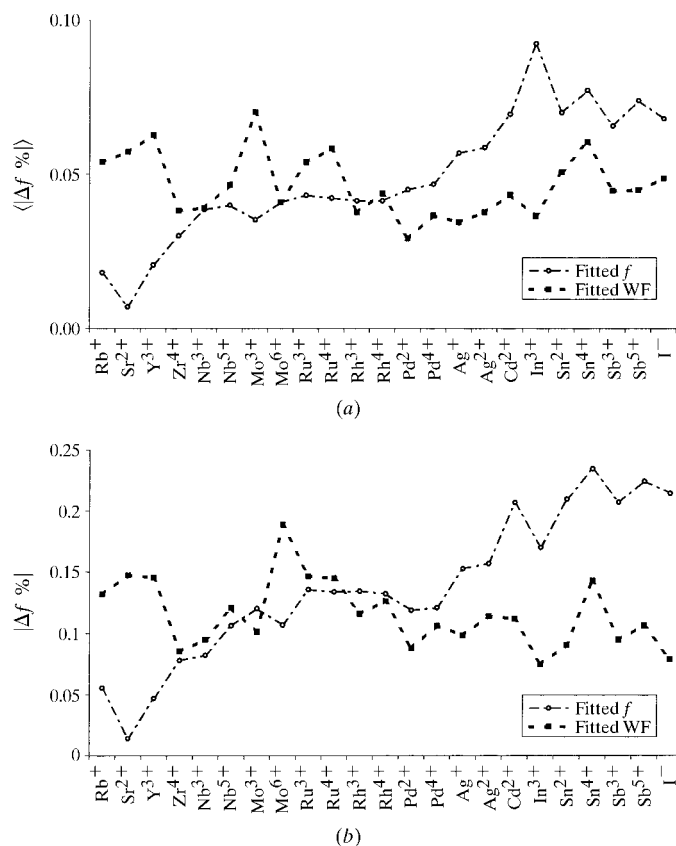 0.10
0.05
0.00
⟨|Δf %|⟩
Fitted f
Fitted WF
Rb+
Sr2+
Y3+
Zr4+
Nb3+
Nb5+
Mo3+
Mo6+
Ru3+
Ru4+
Rh3+
Rh4+
Pd2+
Pd4+
Ag+
Ag2+
Cd2+
In3+
Sn2+
Sn4+
Sb3+
Sb5+
I−
(a)
0.25
0.2
0.15
0.1
0.05
0
|Δf %|
Fitted f
Fitted WF
Rb+
Sr2+
Y3+
Zr4+
Nb3+
Nb5+
Mo3+
Mo6+
Ru3+
Ru4+
Rh3+
Rh4+
Pd2+
Pd4+
Ag+
Ag2+
Cd2+
In3+
Sn2+
Sn4+
Sb3+
Sb5+
I−
(b)